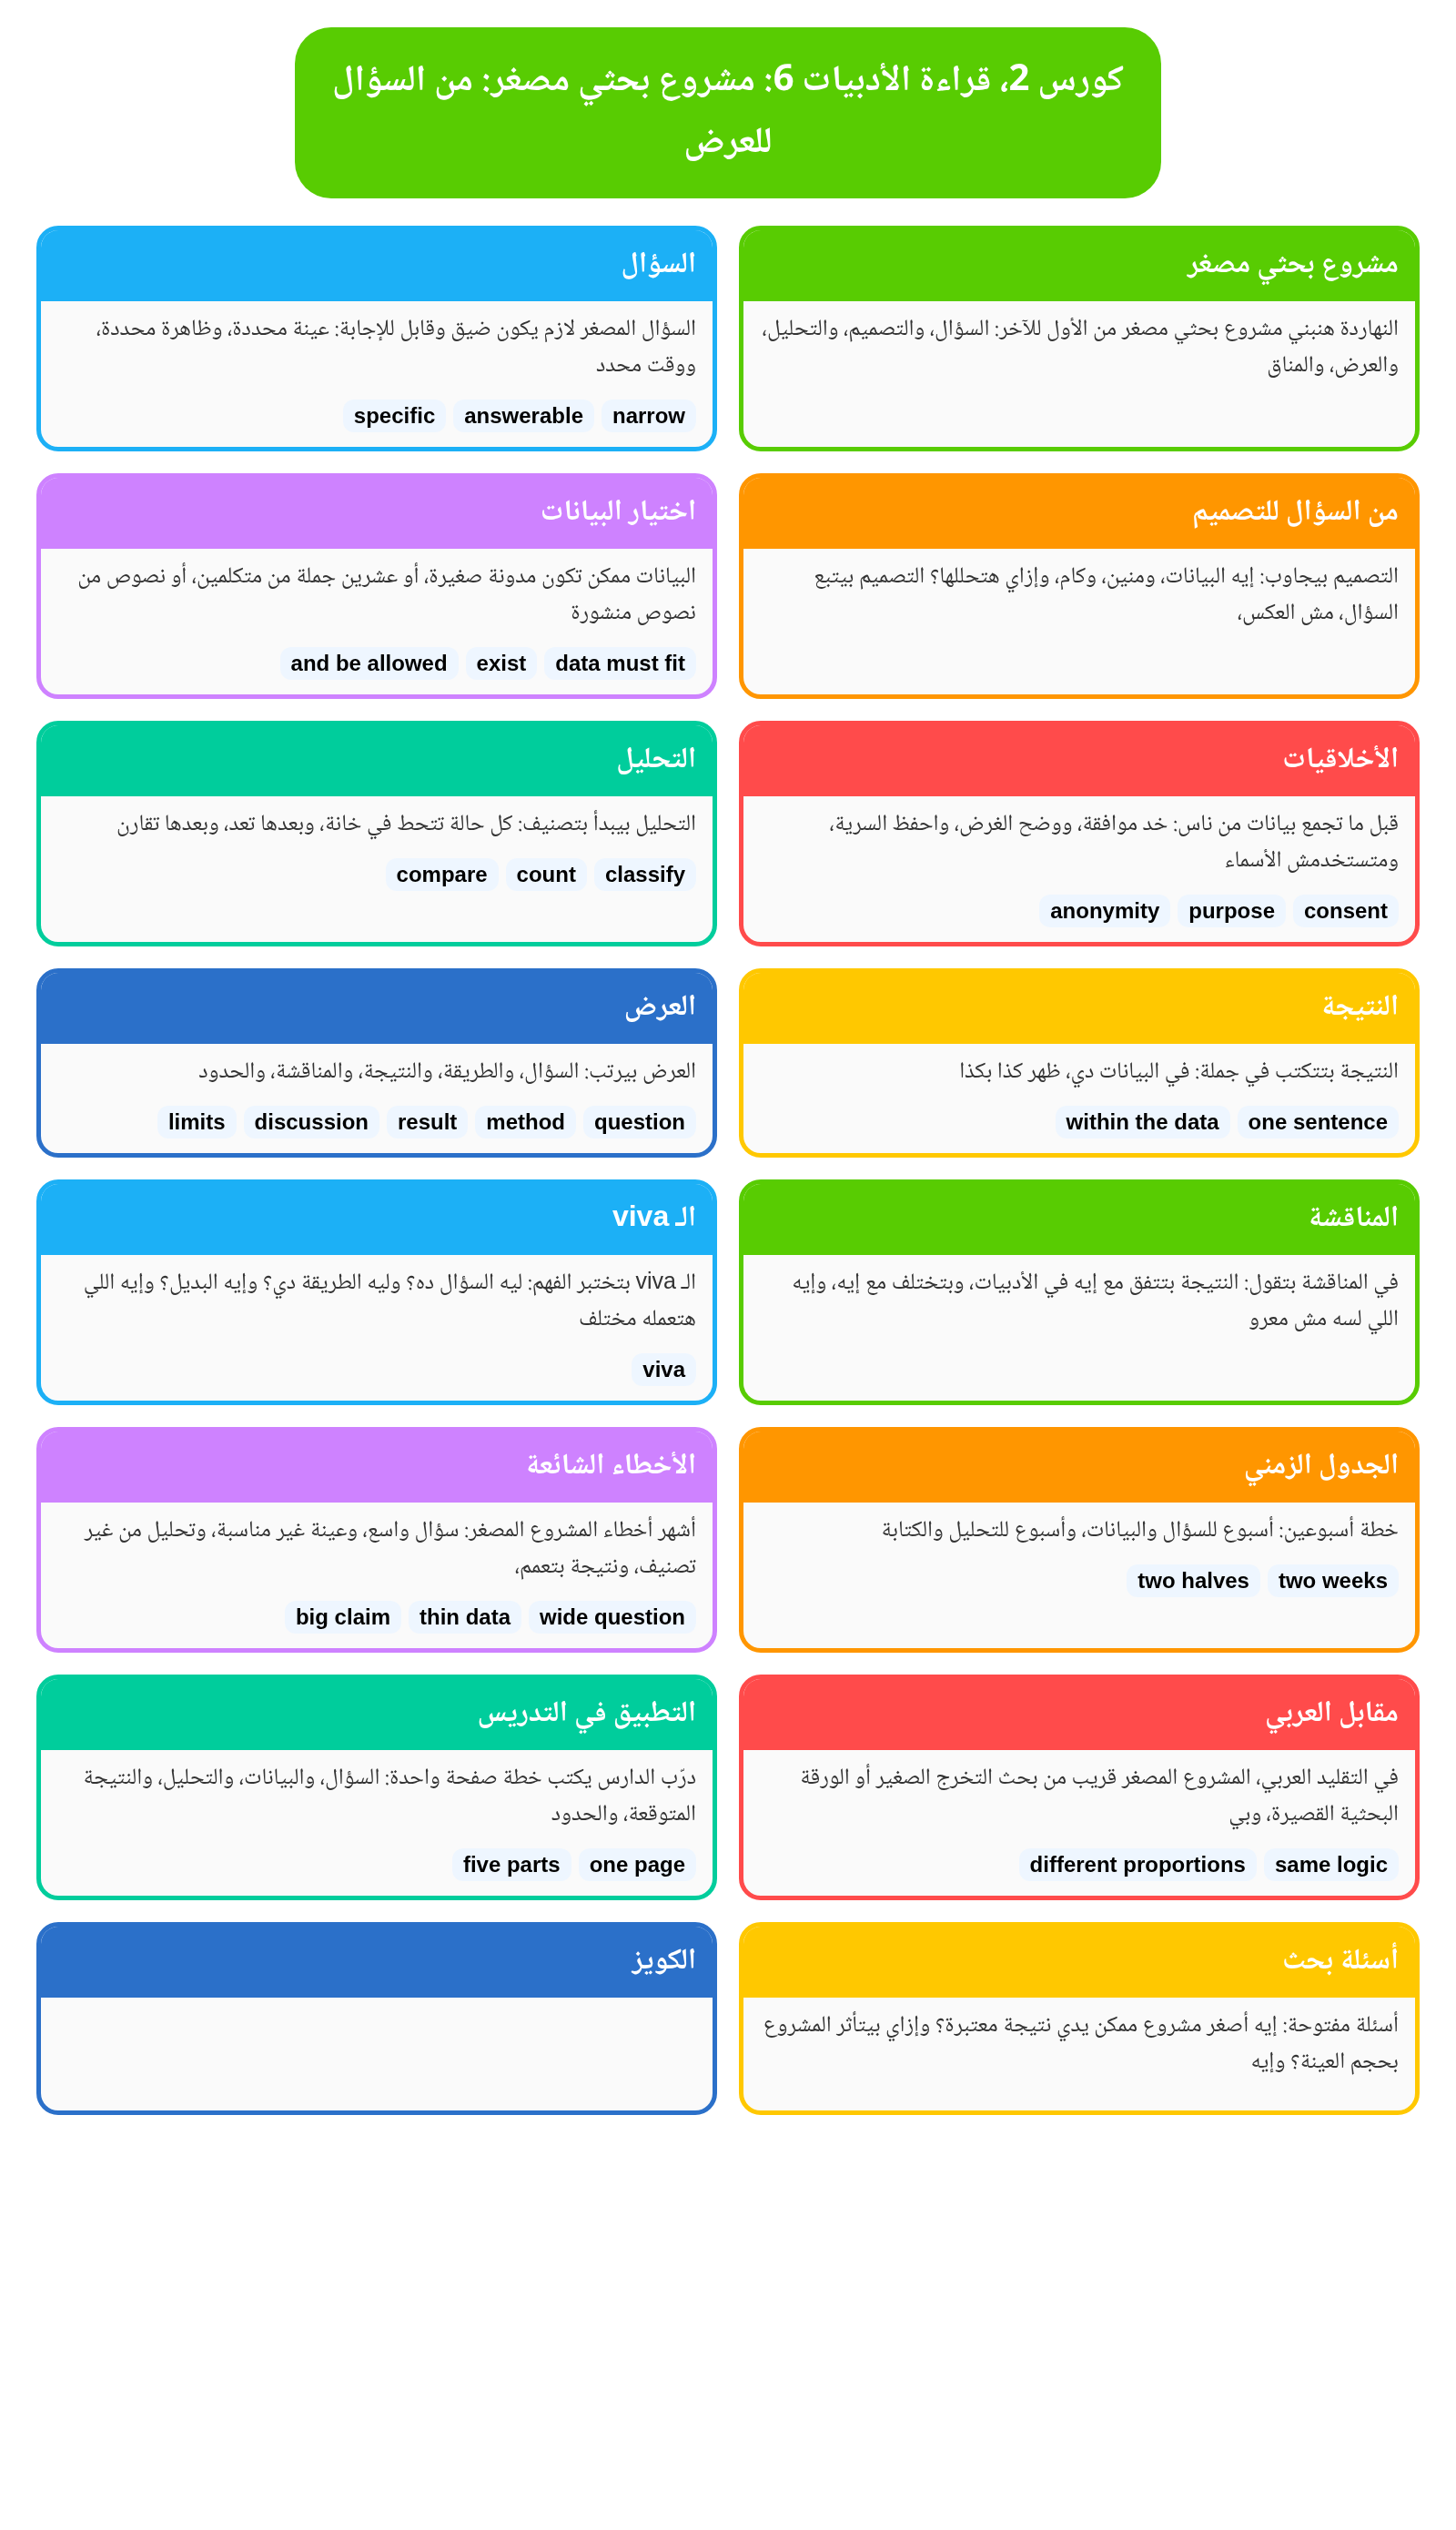 كورس 2، قراءة الأدبيات 6: مشروع بحثي مصغر: من السؤال
للعرض
مشروع بحثي مصغر
النهاردة هنبني مشروع بحثي مصغر من الأول للآخر: السؤال، والتصميم، والتحليل،
والعرض، والمناق
السؤال
السؤال المصغر لازم يكون ضيق وقابل للإجابة: عينة محددة، وظاهرة محددة،
ووقت محدد
narrow answerable specific
من السؤال للتصميم
التصميم بيجاوب: إيه البيانات، ومنين، وكام، وإزاي هتحللها؟ التصميم بيتبع
السؤال، مش العكس،
اختيار البيانات
البيانات ممكن تكون مدونة صغيرة، أو عشرين جملة من متكلمين، أو نصوص من
نصوص منشورة
data must fit exist and be allowed
الأخلاقيات
قبل ما تجمع بيانات من ناس: خد موافقة، ووضح الغرض، واحفظ السرية،
ومتستخدمش الأسماء
consent purpose anonymity
التحليل
التحليل بيبدأ بتصنيف: كل حالة تتحط في خانة، وبعدها تعد، وبعدها تقارن
classify count compare
النتيجة
النتيجة بتتكتب في جملة: في البيانات دي، ظهر كذا بكذا
one sentence within the data
العرض
العرض بيرتب: السؤال، والطريقة، والنتيجة، والمناقشة، والحدود
question method result discussion limits
المناقشة
في المناقشة بتقول: النتيجة بتتفق مع إيه في الأدبيات، وبتختلف مع إيه، وإيه
اللي لسه مش معرو
الـ viva
الـ viva بتختبر الفهم: ليه السؤال ده؟ وليه الطريقة دي؟ وإيه البديل؟ وإيه اللي
هتعمله مختلف
viva
الجدول الزمني
خطة أسبوعين: أسبوع للسؤال والبيانات، وأسبوع للتحليل والكتابة
two weeks two halves
الأخطاء الشائعة
أشهر أخطاء المشروع المصغر: سؤال واسع، وعينة غير مناسبة، وتحليل من غير
تصنيف، ونتيجة بتعمم،
wide question thin data big claim
مقابل العربي
في التقليد العربي، المشروع المصغر قريب من بحث التخرج الصغير أو الورقة
البحثية القصيرة، وبي
same logic different proportions
التطبيق في التدريس
درّب الدارس يكتب خطة صفحة واحدة: السؤال، والبيانات، والتحليل، والنتيجة
المتوقعة، والحدود
one page five parts
أسئلة بحث
أسئلة مفتوحة: إيه أصغر مشروع ممكن يدي نتيجة معتبرة؟ وإزاي بيتأثر المشروع
بحجم العينة؟ وإيه
الكويز